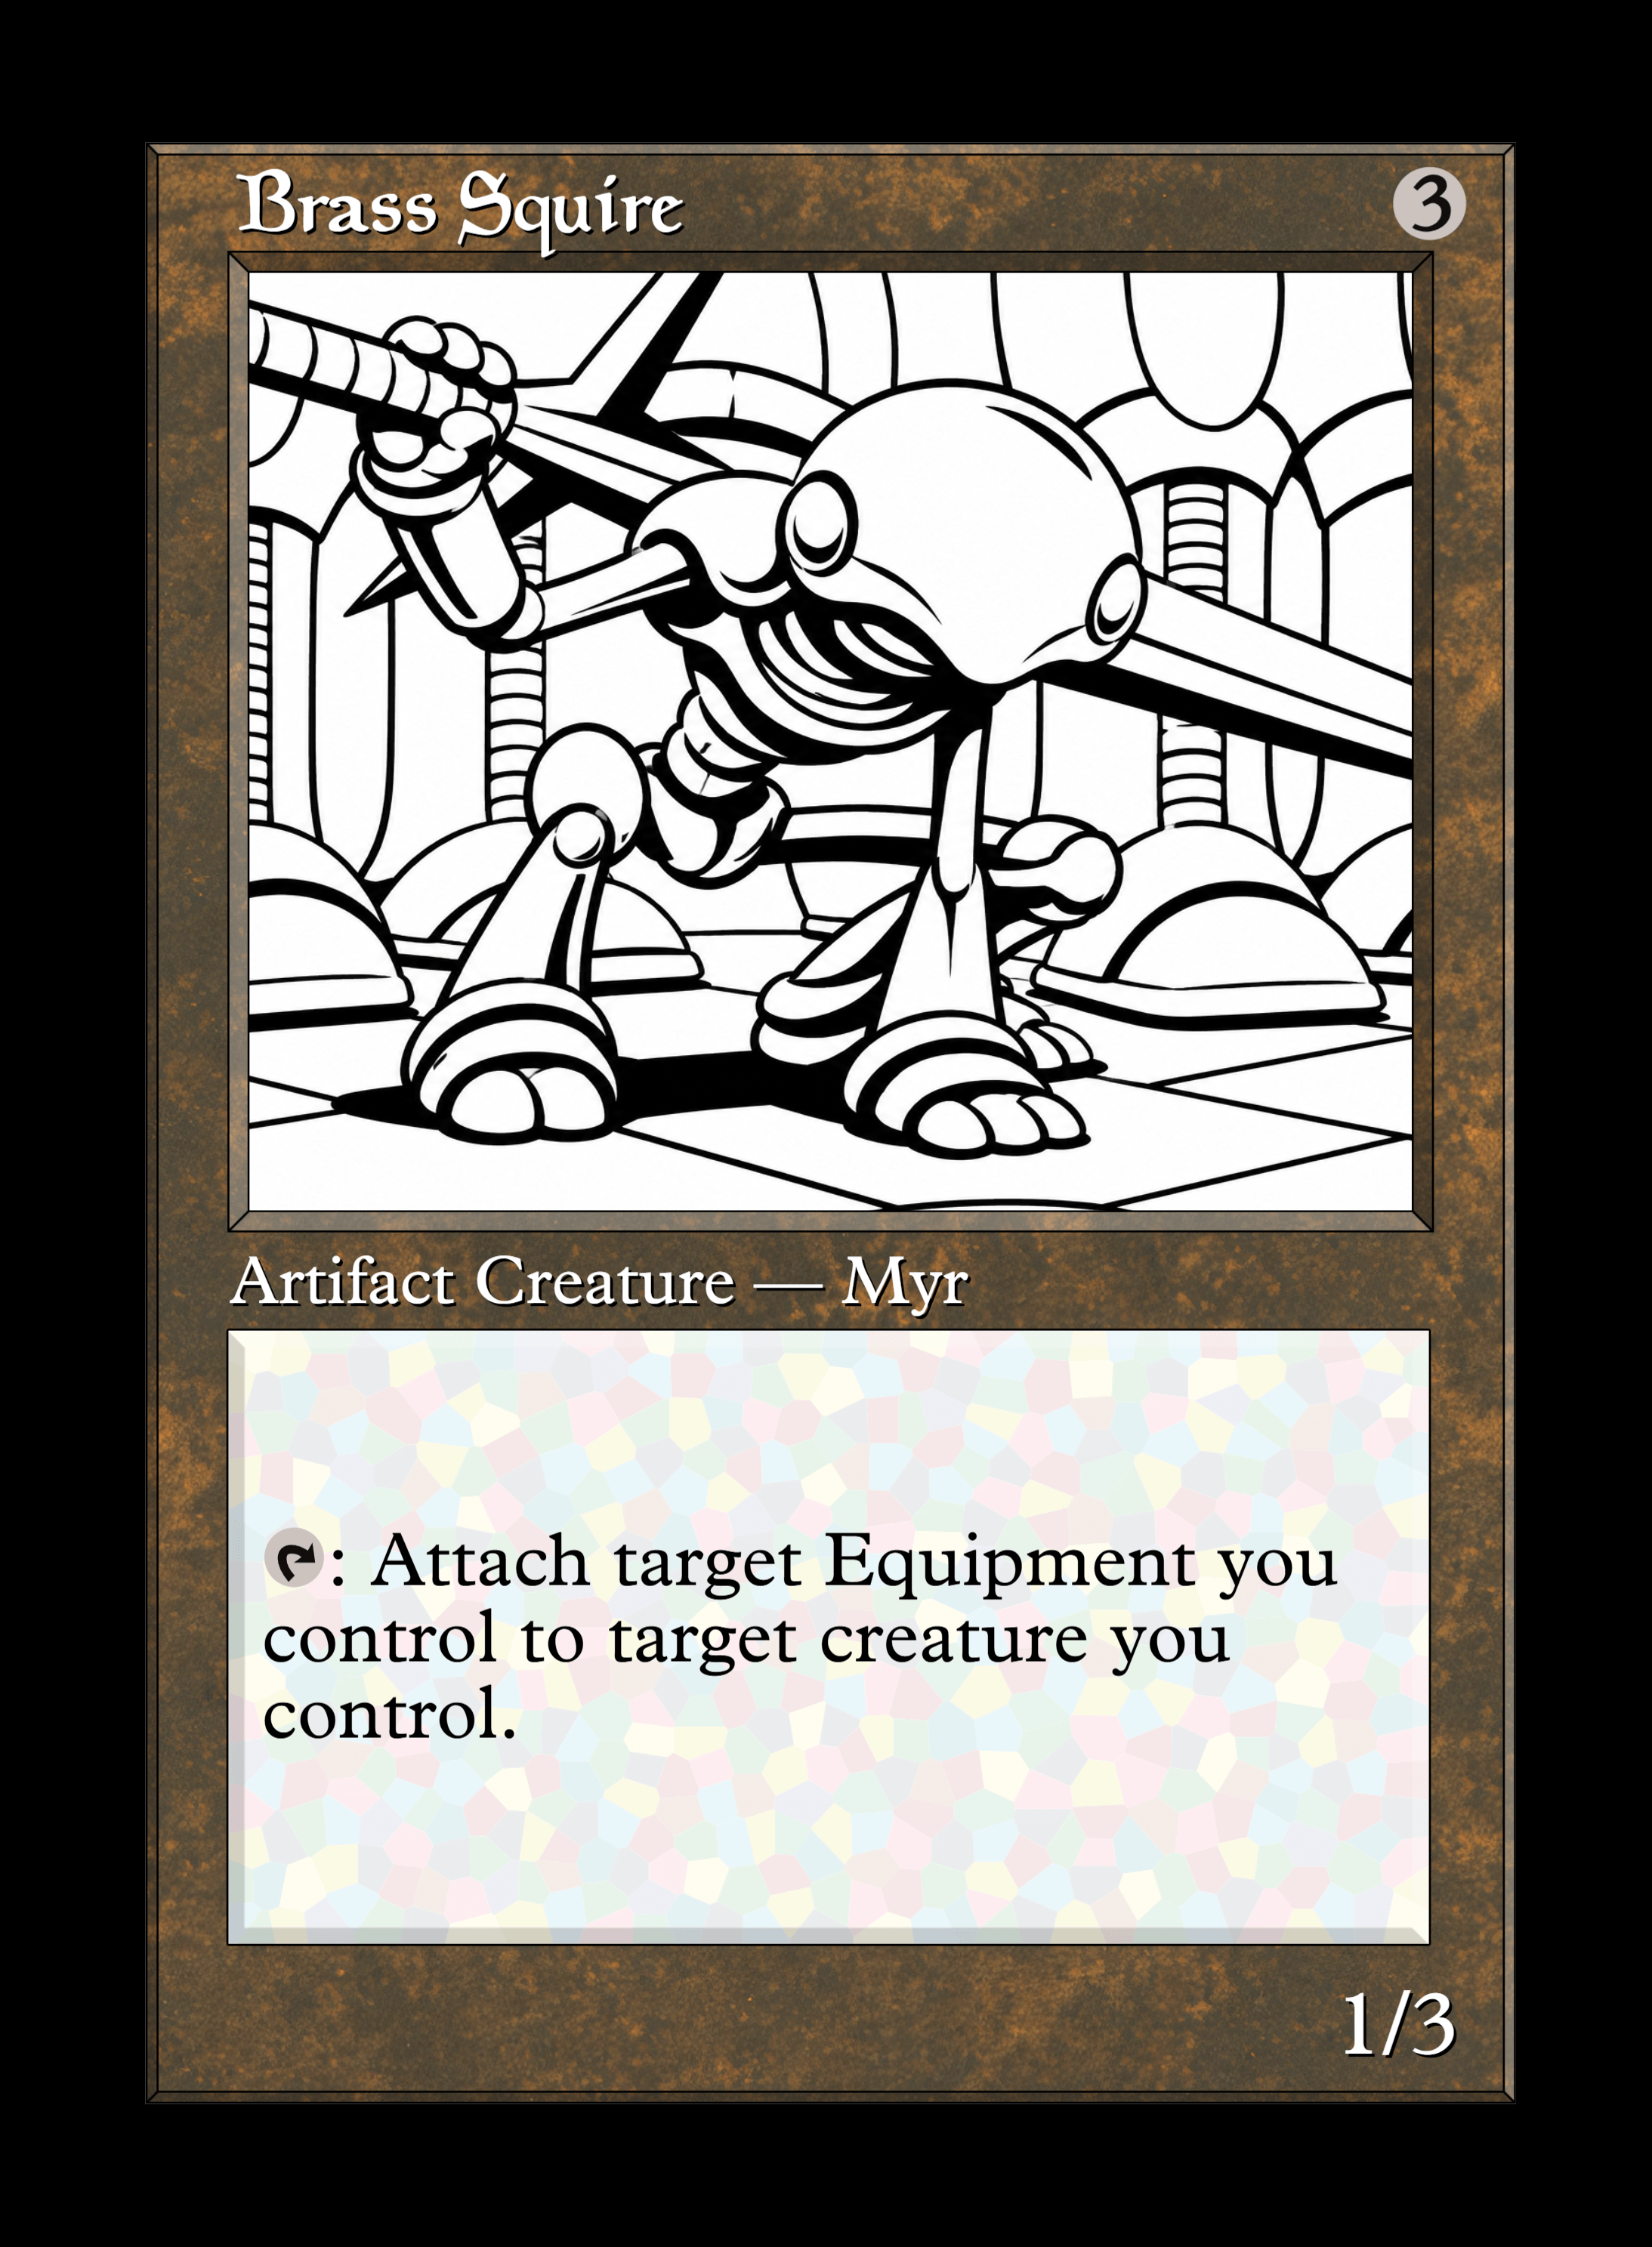 Brass Squire 3
Artifact Creature — Myr
: Attach target Equipment you
control to target creature you
control.
1/3